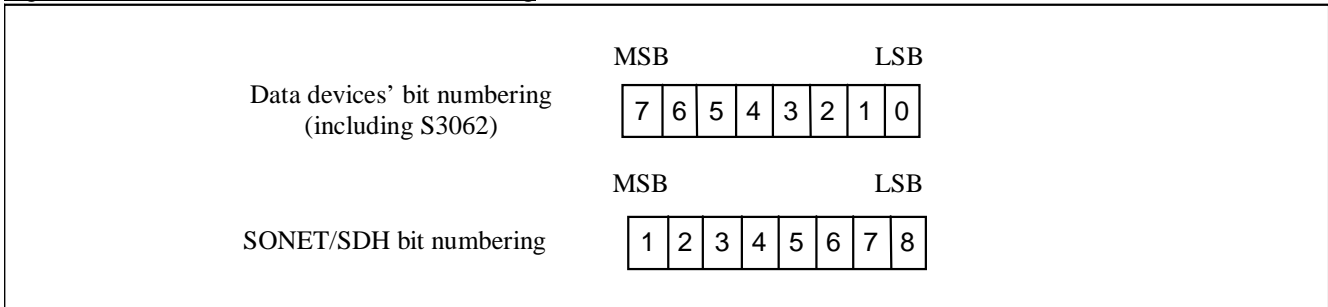 MSB LSB
Data devices’ bit numbering
(including S3062)
7 6 5 4 3 2 1 0
MSB LSB
SONET/SDH bit numbering
1 2 3 4 5 6 7 8